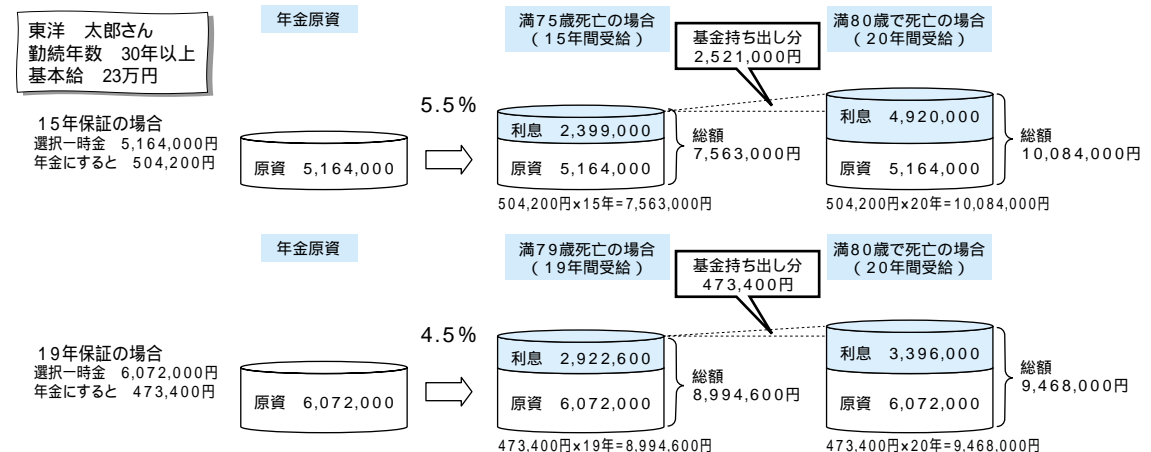 東洋 太郎さん
勤続年数 30年以上
基本給 23万円
年金原資
満75歳死亡の場合
(15年間受給)
基金持ち出し分
2,521,000円
満80歳で死亡の場合
(20年間受給)
15年保証の場合
選択一時金 5,164,000円
年金にすると 504,200円
原資 5,164,000
5.5%
利息 2,399,000
原資 5,164,000
総額
7,563,000円
504,200円x15年=7,563,000円
利息 4,920,000
原資 5,164,000
総額
10,084,000円
504,200円x20年=10,084,000円
年金原資
満79歳死亡の場合
(19年間受給)
基金持ち出し分
473,400円
満80歳で死亡の場合
(20年間受給)
19年保証の場合
選択一時金 6,072,000円
年金にすると 473,400円
原資 6,072,000
4.5%
利息 2,922,600
原資 6,072,000
総額
8,994,600円
473,400円x19年=8,994,600円
利息 3,396,000
原資 6,072,000
総額
9,468,000円
473,400円x20年=9,468,000円